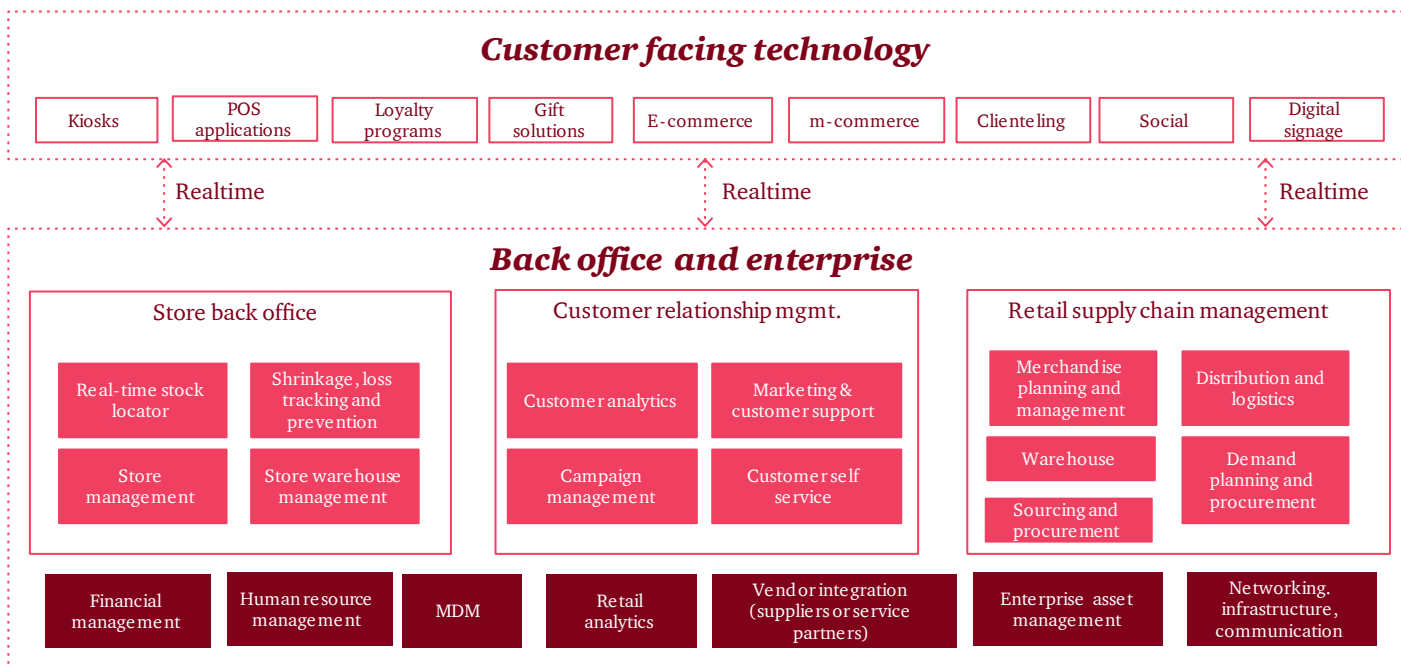 Customer facing technology
Kiosks
POS
applications
Loyalty
programs
Gift
solutions
E-commerce
m-commerce
Clienteling
Social
Digital
signage
Realtime
Realtime
Realtime
Back office and enterprise
Store back office
Real-time stock
locator
Shrinkage, loss
tracking and
prevention
Store
management
Store warehouse
management
Customer relationship mgmt.
Customer analytics
Marketing &
customer support
Campaign
management
Customer self
service
Retail supply chain management
Merchandise
planning and
management
Distribution and
logistics
Warehouse
Demand
planning and
procurement
Sourcing and
procurement
Financial
management
Human resource
management
MDM
Retail
analytics
Vendor integration
(suppliers or service
partners)
Enterprise asset
management
Networking.
infrastructure,
communication